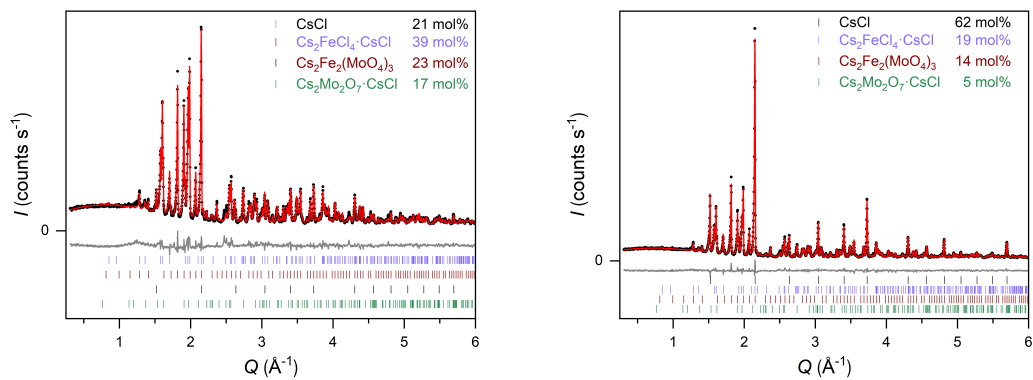 CsCl 21 mol%
Cs₂FeCl₄·CsCl 39 mol%
Cs₂Fe₂(MoO₄)₃ 23 mol%
Cs₂Mo₂O₇·CsCl 17 mol%
I (counts s⁻¹)
0
1 2 3 4 5 6
Q (Å⁻¹)
CsCl 62 mol%
Cs₂FeCl₄·CsCl 19 mol%
Cs₂Fe₂(MoO₄)₃ 14 mol%
Cs₂Mo₂O₇·CsCl 5 mol%
I (counts s⁻¹)
0
1 2 3 4 5 6
Q (Å⁻¹)